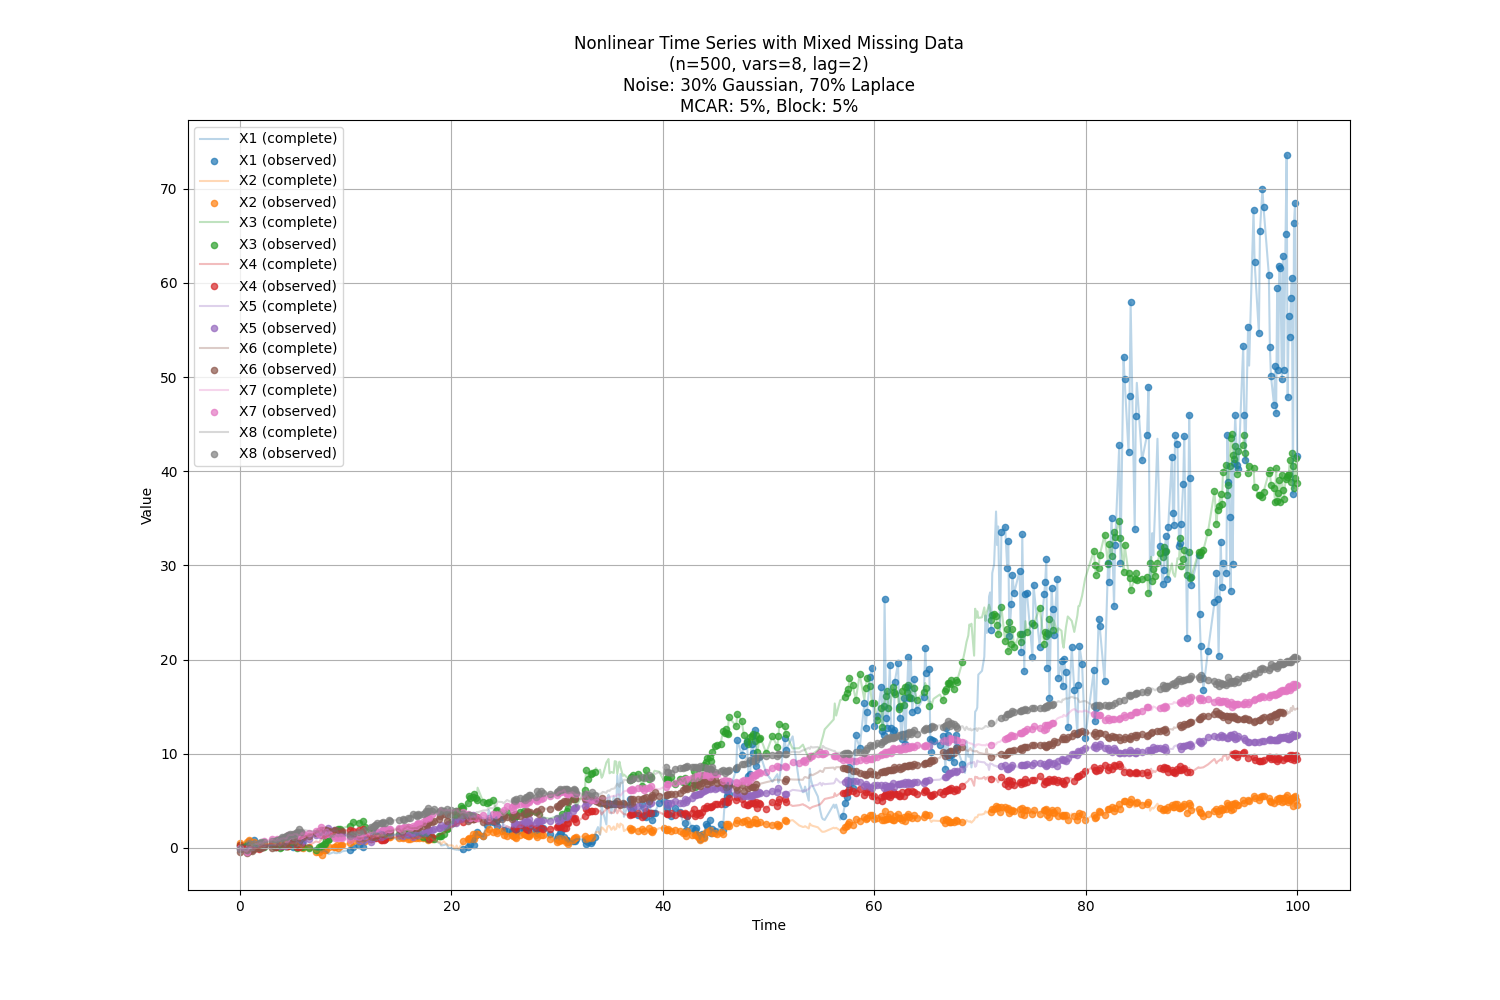 Nonlinear Time Series with Mixed Missing Data
(n=500, vars=8, lag=2)
Noise: 30% Gaussian, 70% Laplace
MCAR: 5%, Block: 5%
X1 (complete)
X1 (observed)
X2 (complete)
X2 (observed)
X3 (complete)
X3 (observed)
X4 (complete)
X4 (observed)
X5 (complete)
X5 (observed)
X6 (complete)
X6 (observed)
X7 (complete)
X7 (observed)
X8 (complete)
X8 (observed)
70
60
50
40
30
20
10
0
Value
0 20 40 60 80 100
Time